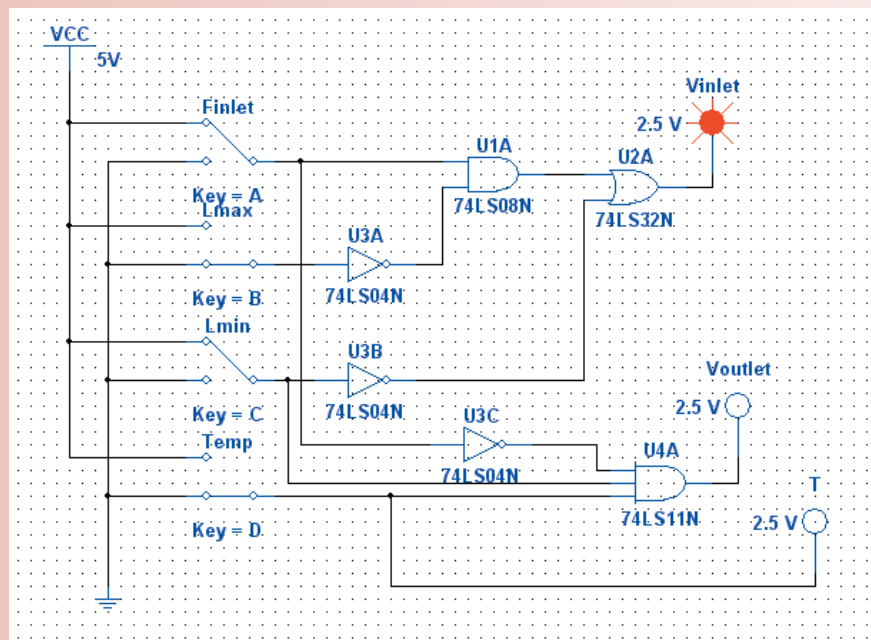 VCC
5V
Finlet
Key = A
Lmax
Key = B
Lmin
Key = C
Temp
Key = D
U1A
74LS08N
U2A
74LS32N
Vinlet
2.5 V
U3A
74LS04N
U3B
74LS04N
U3C
74LS04N
U4A
74LS11N
Voutlet
2.5 V
T
2.5 V